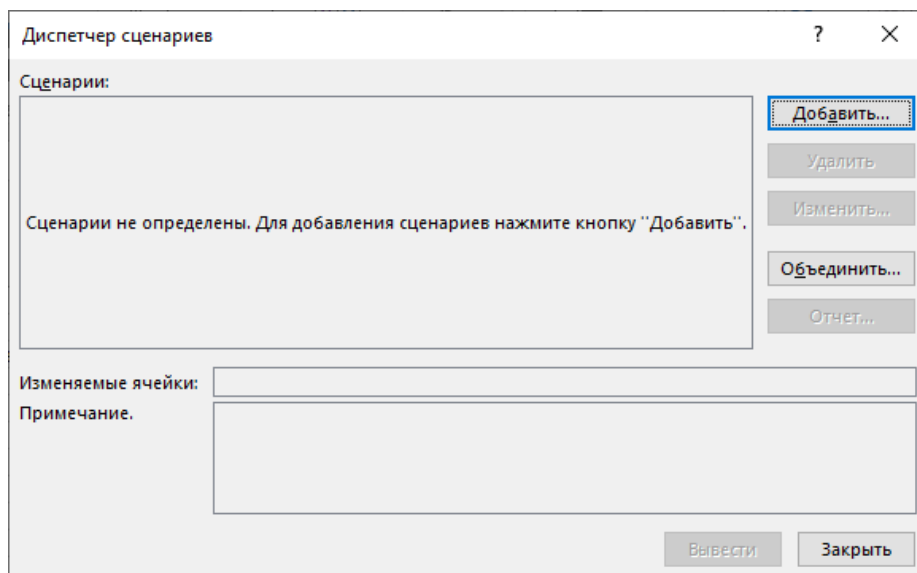 Диспетчер сценариев
?
Сценарии:
Сценарии не определены. Для добавления сценариев нажмите кнопку "Добавить".
Добавить...
Удалить
Изменить...
Объединить...
Отчет...
Изменяемые ячейки:
Примечание.
Вывести
Закрыть